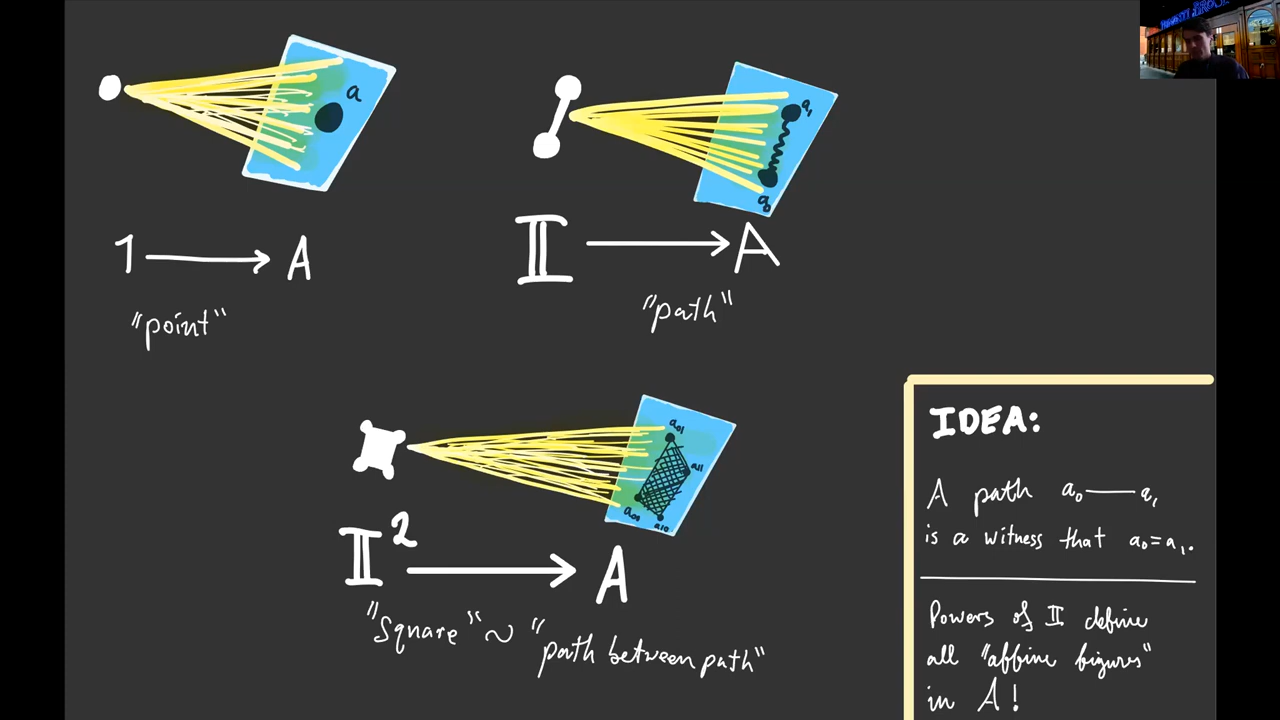 a
1 → A
"point"
a₁
a₀
𝕀 → A
"path"
a₀₁
a₁₁
a₀₀
a₁₀
𝕀² → A
"Square" ~ "path between path"
IDEA:
A path a₀ — a₁
is a witness that a₀ = a₁.
Powers of 𝕀 define
all "affine figures"
in A!